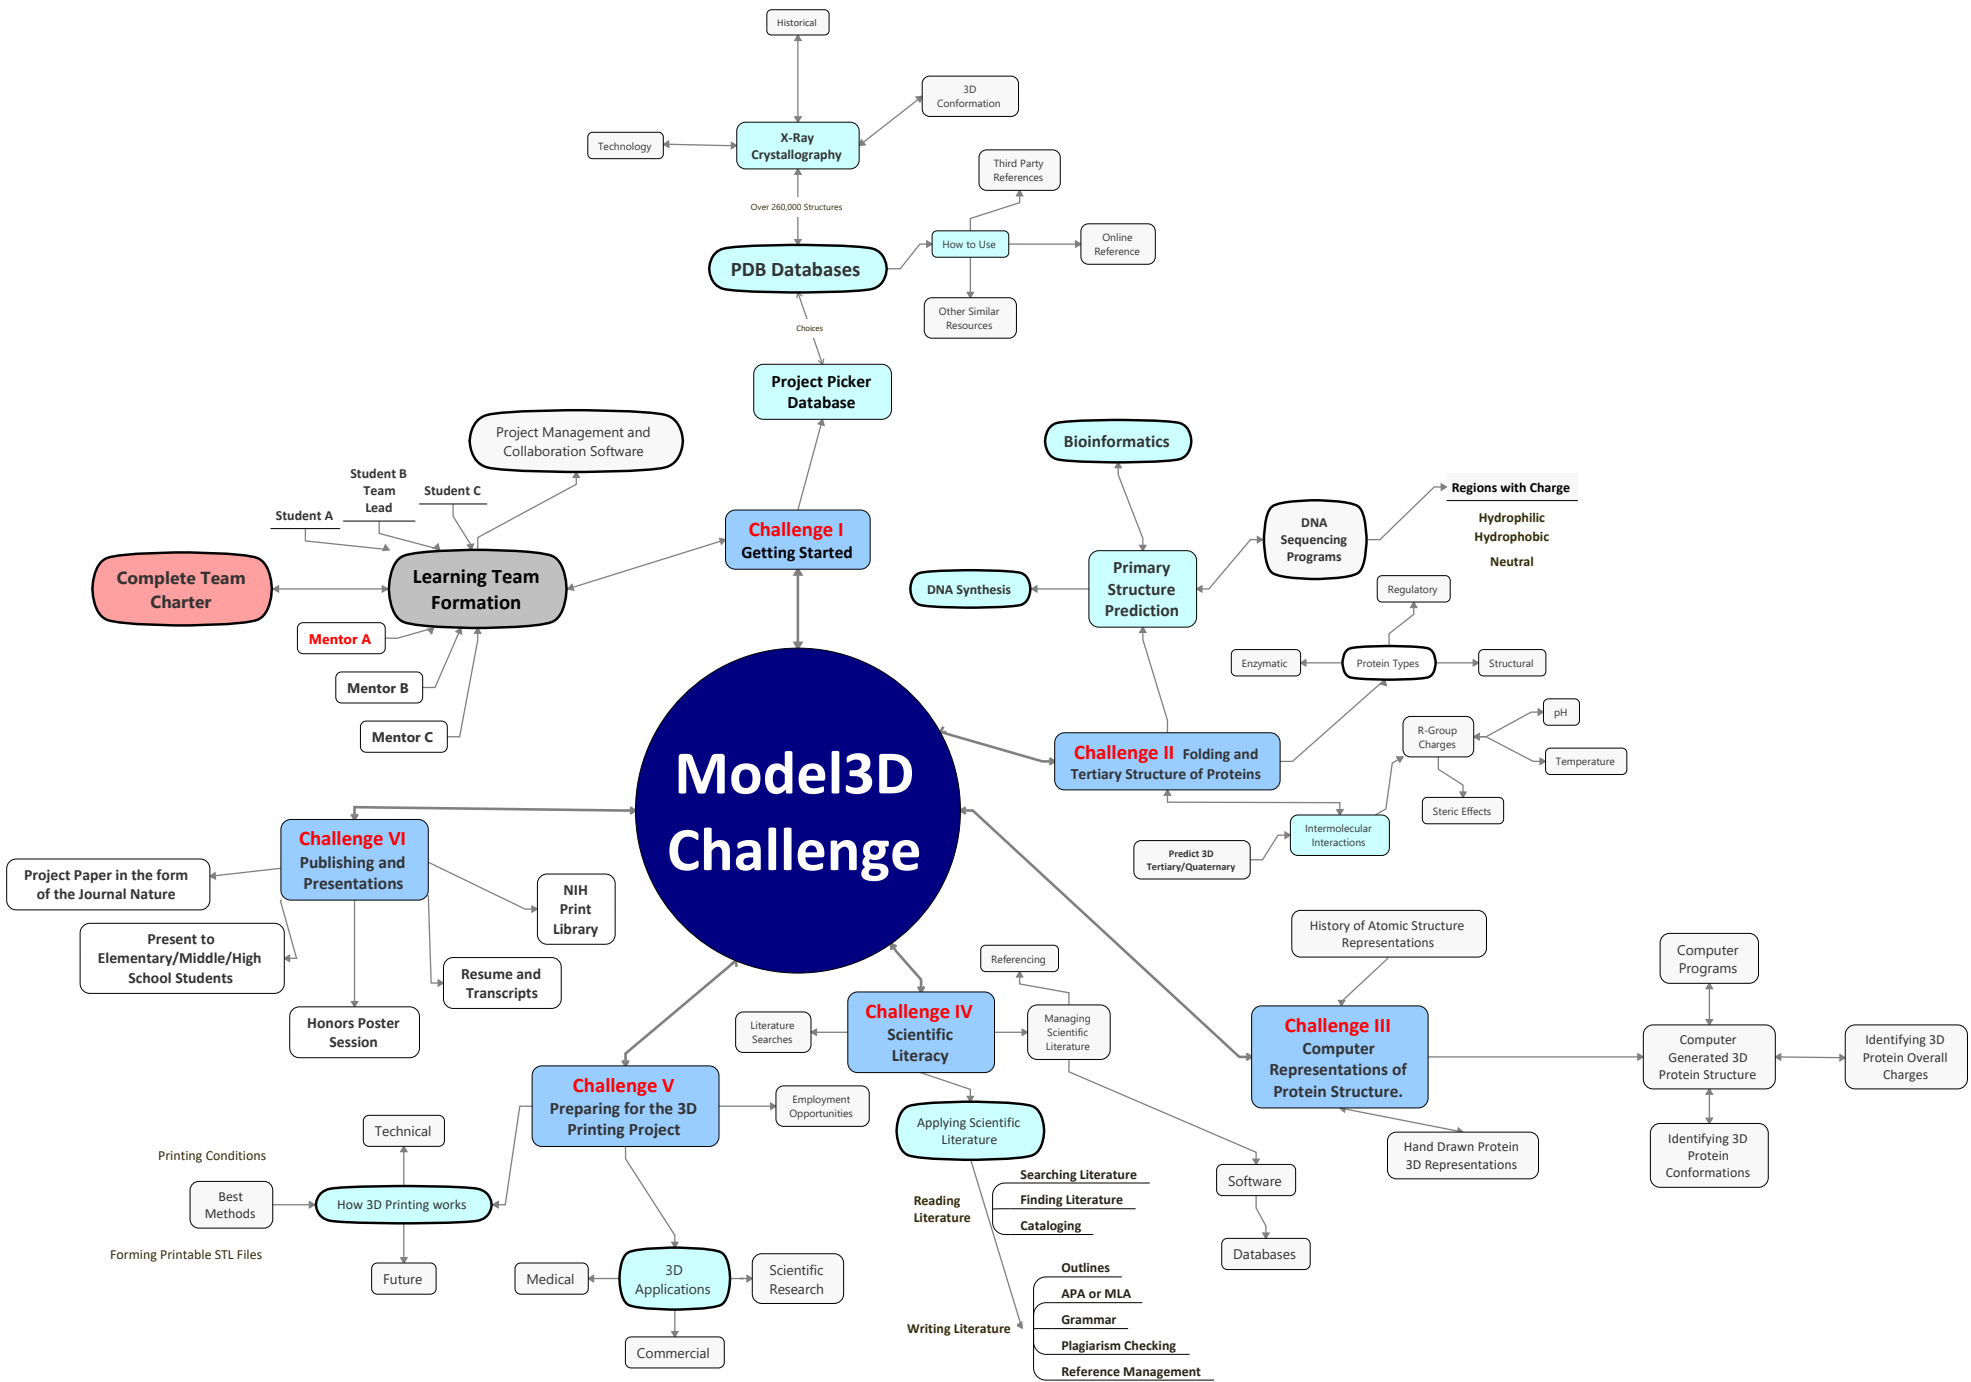 Historical
3D
Conformation
X-Ray
Crystallography
Technology
Third Party
References
Over 260,000 Structures
How to Use
Online
Reference
PDB Databases
Other Similar
Resources
Choices
Project Picker
Database
Project Management and
Collaboration Software
Student B
Team
Lead
Student C
Student A
Challenge I
Getting Started
Learning Team
Formation
Complete Team
Charter
Mentor A
Mentor B
Mentor C
Bioinformatics
Regions with Charge
Hydrophilic
Hydrophobic
Neutral
DNA
Sequencing
Programs
Primary
Structure
Prediction
DNA Synthesis
Regulatory
Enzymatic
Protein Types
Structural
pH
R-Group
Charges
Temperature
Steric Effects
Challenge II Folding and
Tertiary Structure of Proteins
Intermolecular
Interactions
Predict 3D
Tertiary/Quaternary
Model3D
Challenge
Challenge VI
Publishing and
Presentations
Project Paper in the form
of the Journal Nature
Present to
Elementary/Middle/High
School Students
Honors Poster
Session
Resume and
Transcripts
NIH
Print
Library
History of Atomic Structure
Representations
Challenge III
Computer
Representations of
Protein Structure.
Computer
Programs
Computer
Generated 3D
Protein Structure
Identifying 3D
Protein Overall
Charges
Identifying 3D
Protein
Conformations
Hand Drawn Protein
3D Representations
Referencing
Challenge IV
Scientific
Literacy
Literature
Searches
Managing
Scientific
Literature
Applying Scientific
Literature
Software
Databases
Reading
Literature
Searching Literature
Finding Literature
Cataloging
Writing Literature
Outlines
APA or MLA
Grammar
Plagiarism Checking
Reference Management
Challenge V
Preparing for the 3D
Printing Project
Employment
Opportunities
Technical
Printing Conditions
Best
Methods
How 3D Printing works
Forming Printable STL Files
Future
3D
Applications
Medical
Scientific
Research
Commercial